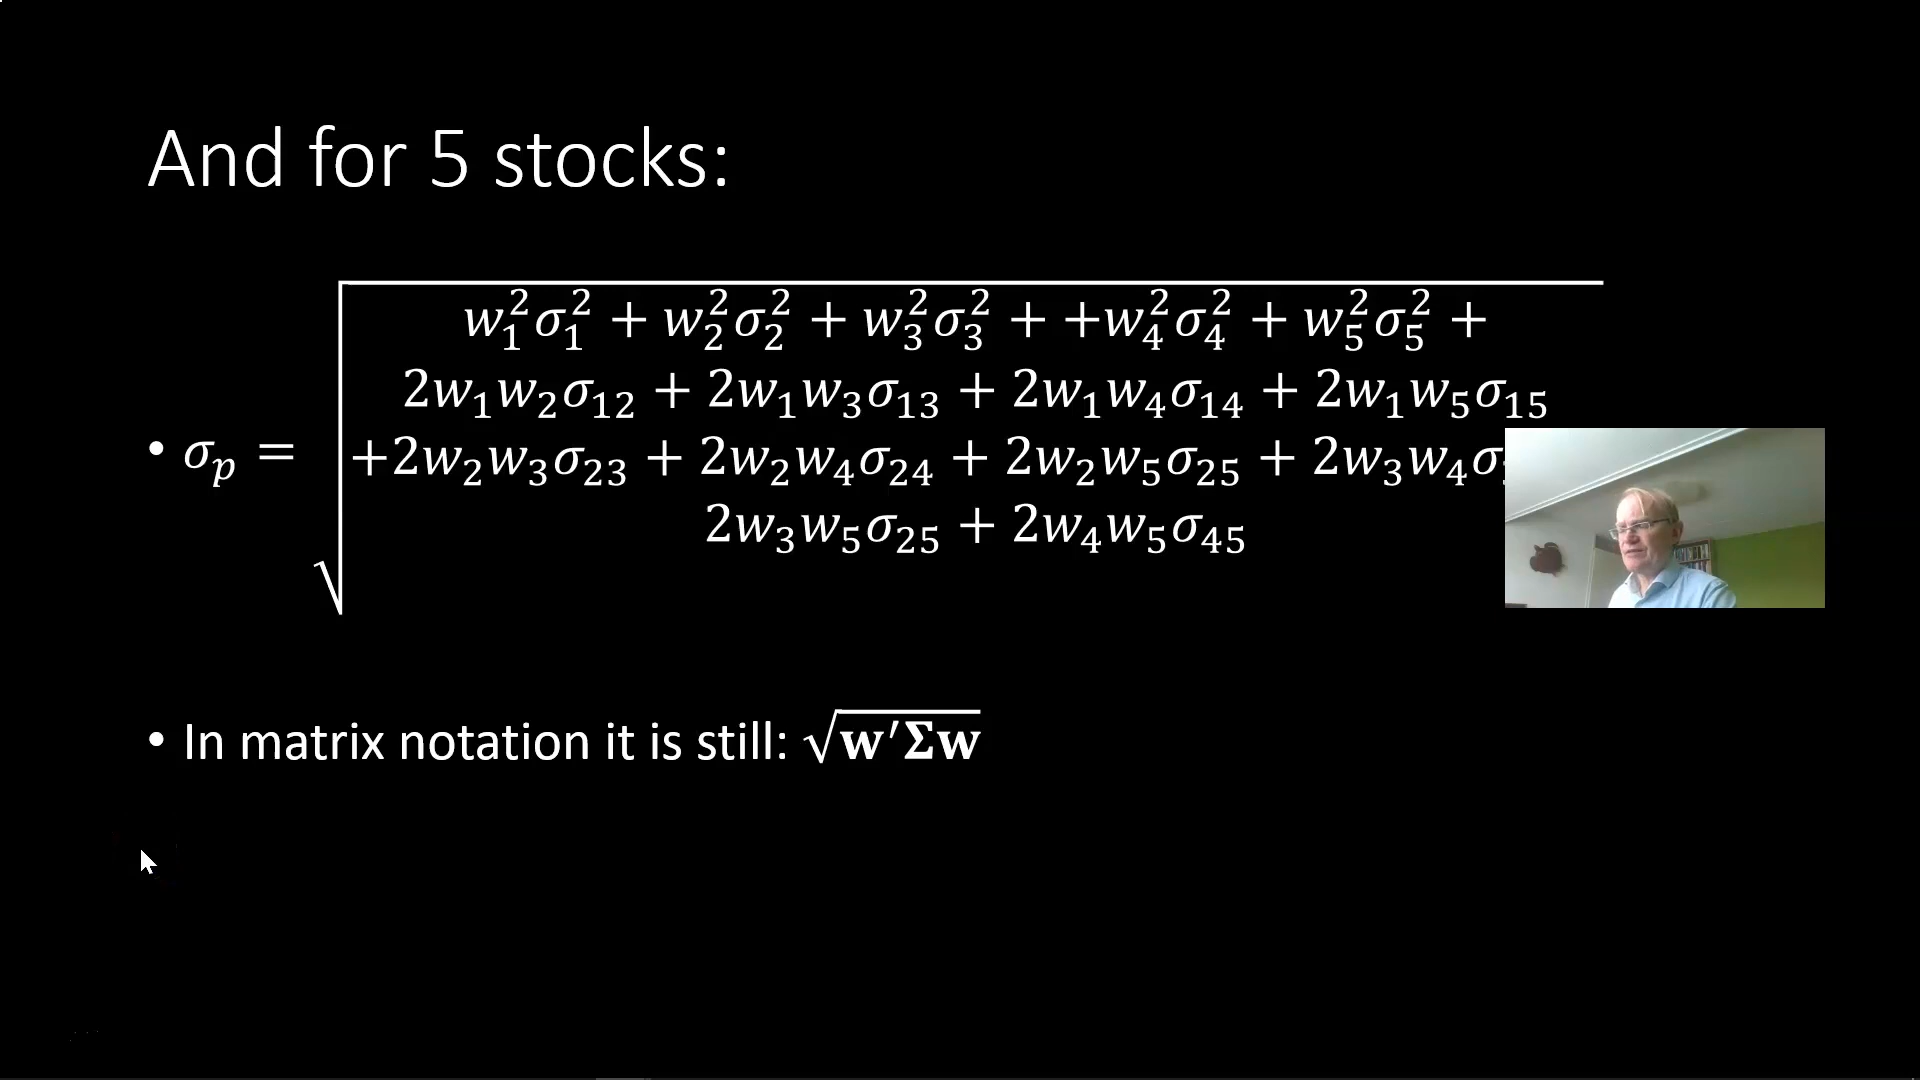 And for 5 stocks:
w₁²σ₁² + w₂²σ₂² + w₃²σ₃² + +w₄²σ₄² + w₅²σ₅² +
2w₁w₂σ₁₂ + 2w₁w₃σ₁₃ + 2w₁w₄σ₁₄ + 2w₁w₅σ₁₅
• σₚ = √
+2w₂w₃σ₂₃ + 2w₂w₄σ₂₄ + 2w₂w₅σ₂₅ + 2w₃w₄σ
2w₃w₅σ₂₅ + 2w₄w₅σ₄₅
• In matrix notation it is still: √w′Σw